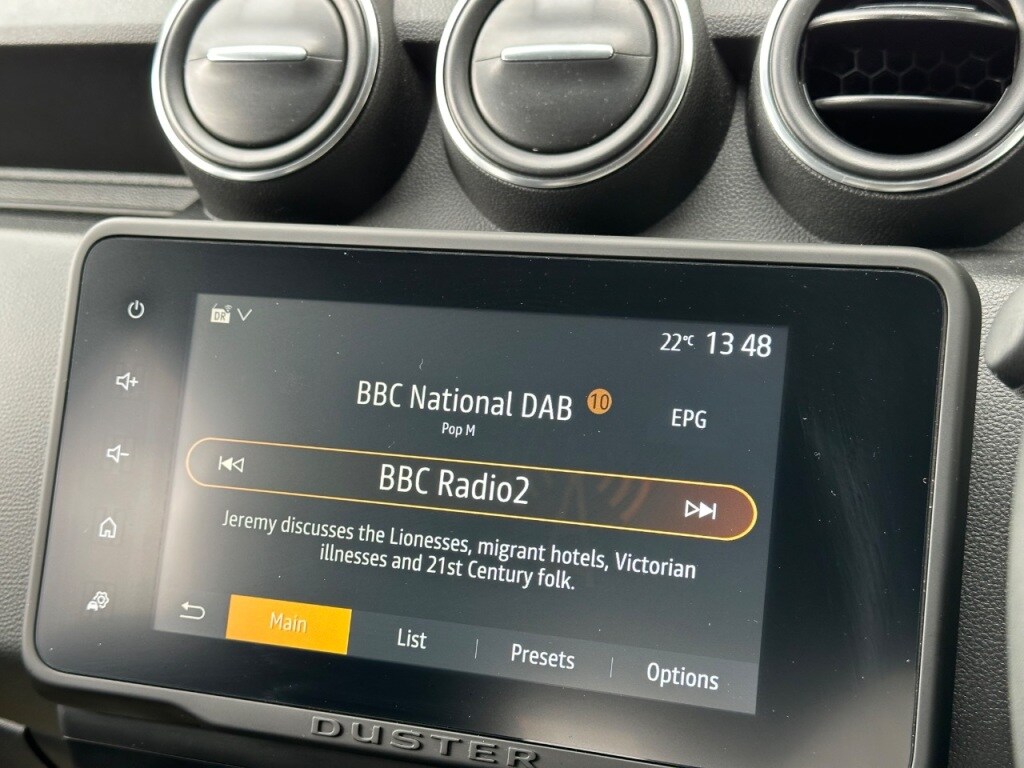 DR
22°C 13 48
BBC National DAB 10
EPG
Pop M
BBC Radio2
Jeremy discusses the Lionesses, migrant hotels, Victorian
illnesses and 21st Century folk.
Main List Presets Options
DUSTER